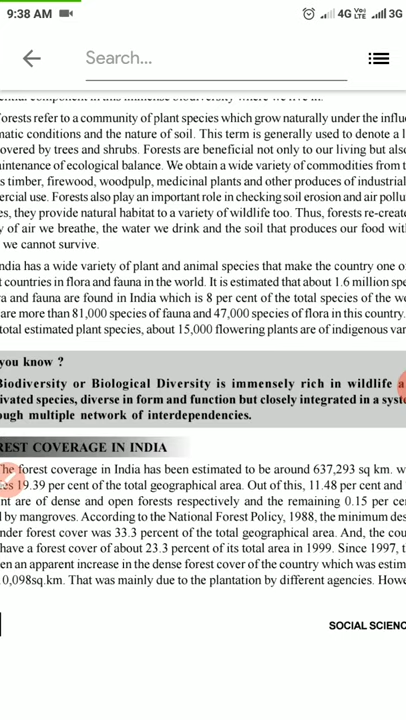 9:38 AM 4G VoLTE 3G
Search...
component in this immense biodiversity where we live in.
orests refer to a community of plant species which grow naturally under the influ
matic conditions and the nature of soil. This term is generally used to denote a l
overed by trees and shrubs. Forests are beneficial not only to our living but also
intenance of ecological balance. We obtain a wide variety of commodities from t
s timber, firewood, woodpulp, medicinal plants and other produces of industrial
ercial use. Forests also play an important role in checking soil erosion and air pollu
es, they provide natural habitat to a variety of wildlife too. Thus, forests re-create
y of air we breathe, the water we drink and the soil that produces our food wit
we cannot survive.
ndia has a wide variety of plant and animal species that make the country one o
t countries in flora and fauna in the world. It is estimated that about 1.6 million spe
ra and fauna are found in India which is 8 per cent of the total species of the wo
are more than 81,000 species of fauna and 47,000 species of flora in this country.
total estimated plant species, about 15,000 flowering plants are of indigenous var
you know ?
Biodiversity or Biological Diversity is immensely rich in wildlife a
ivated species, diverse in form and function but closely integrated in a syst
ough multiple network of interdependencies.
REST COVERAGE IN INDIA
The forest coverage in India has been estimated to be around 637,293 sq km. w
es 19.39 per cent of the total geographical area. Out of this, 11.48 per cent and
nt are of dense and open forests respectively and the remaining 0.15 per cen
d by mangroves. According to the National Forest Policy, 1988, the minimum des
nder forest cover was 33.3 percent of the total geographical area. And, the cou
have a forest cover of about 23.3 percent of its total area in 1999. Since 1997, t
en an apparent increase in the dense forest cover of the country which was estim
0,098sq.km. That was mainly due to the plantation by different agencies. Howe
SOCIAL SCIENC